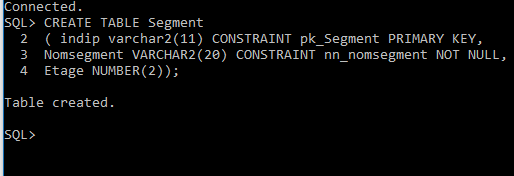 Connected.
SQL> CREATE TABLE Segment
2 ( indip varchar2(11) CONSTRAINT pk_Segment PRIMARY KEY,
3 Nomsegment VARCHAR2(20) CONSTRAINT nn_nomsegment NOT NULL,
4 Etage NUMBER(2));
Table created.
SQL>